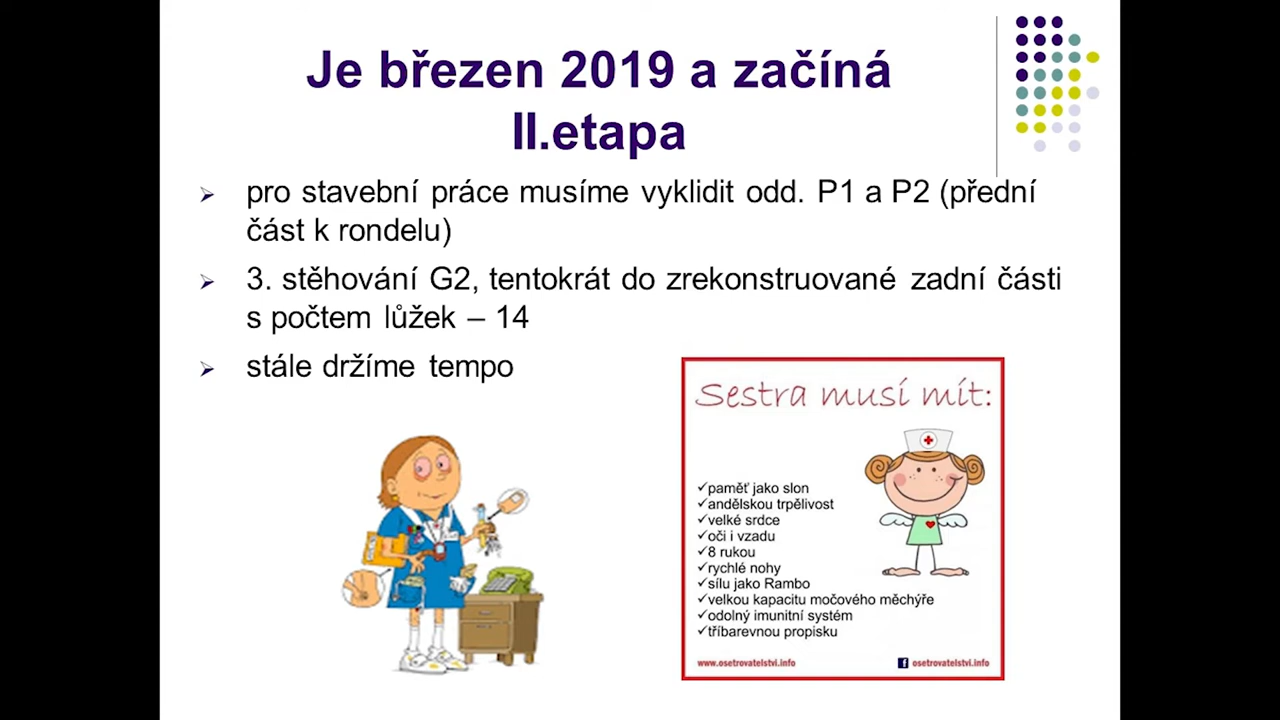 Je březen 2019 a začíná
II.etapa
pro stavební práce musíme vyklidit odd. P1 a P2 (přední
část k rondelu)
3. stěhování G2, tentokrát do zrekonstruované zadní části
s počtem lůžek – 14
stále držíme tempo
Sestra musí mít:
✓paměť jako slon
✓andělskou trpělivost
✓velké srdce
✓oči i vzadu
✓8 rukou
✓rychlé nohy
✓sílu jako Rambo
✓velkou kapacitu močového měchýře
✓odolný imunitní systém
✓tříbarevnou propisku
www.osetrovatelstvi.info
f osetrovatelstvi.info